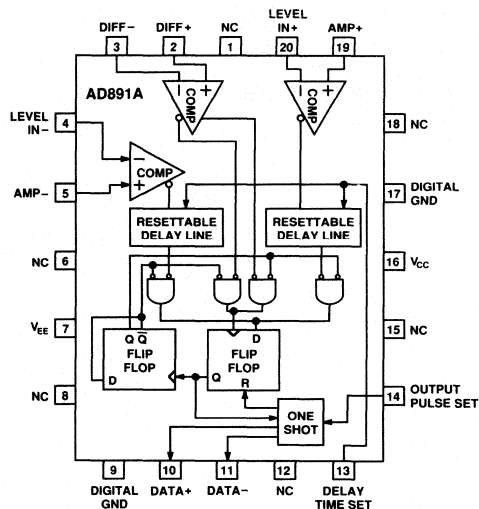 DIFF- DIFF+ NC LEVEL IN+ AMP+
3 2 1 20 19
AD891A
- + COMP
- + COMP
LEVEL IN- 4
18 NC
- + COMP
AMP- 5
17 DIGITAL GND
RESETTABLE DELAY LINE
RESETTABLE DELAY LINE
NC 6
16 VCC
VEE 7
15 NC
Q Q̅
D
FLIP FLOP
D
FLIP FLOP
Q
R
NC 8
14 OUTPUT PULSE SET
ONE SHOT
9 10 11 12 13
DIGITAL GND DATA+ DATA- NC DELAY TIME SET